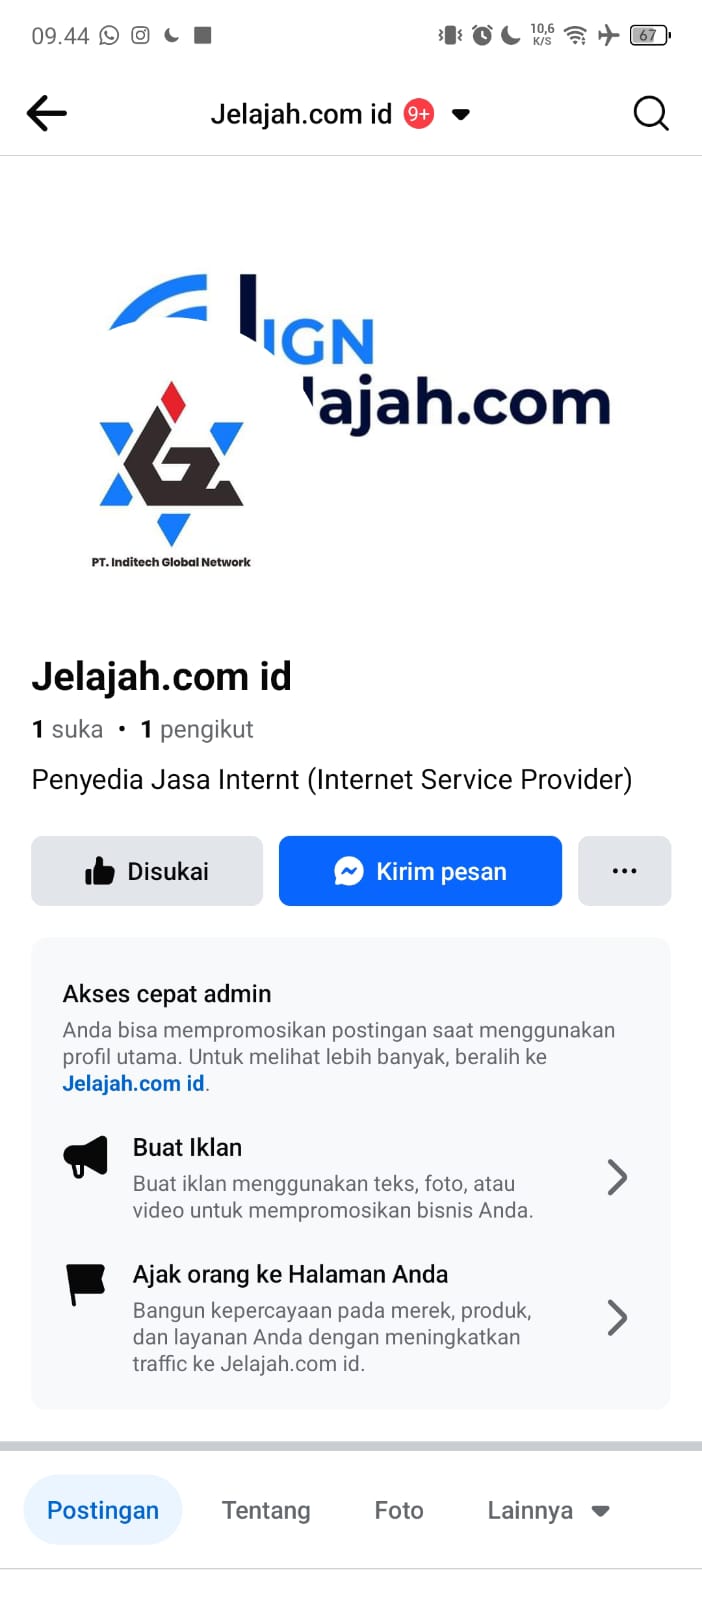 09.44
10,6
K/S
67
Jelajah.com id 9+
IGN
lajah.com
PT. Inditech Global Network
Jelajah.com id
1 suka • 1 pengikut
Penyedia Jasa Internt (Internet Service Provider)
Disukai
Kirim pesan
...
Akses cepat admin
Anda bisa mempromosikan postingan saat menggunakan
profil utama. Untuk melihat lebih banyak, beralih ke
Jelajah.com id.
Buat Iklan
Buat iklan menggunakan teks, foto, atau
video untuk mempromosikan bisnis Anda.
Ajak orang ke Halaman Anda
Bangun kepercayaan pada merek, produk,
dan layanan Anda dengan meningkatkan
traffic ke Jelajah.com id.
Postingan
Tentang
Foto
Lainnya